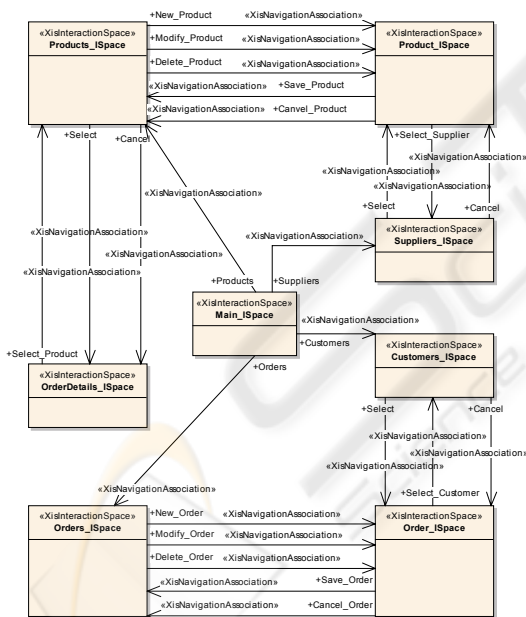 +New_Product «XisNavigationAssociation»
«XisInteractionSpace»
Products_ISpace
«XisInteractionSpace»
Product_ISpace
+Modify_Product «XisNavigationAssociation»
+Delete_Product «XisNavigationAssociation»
«XisNavigationAssociation» +Save_Product
«XisNavigationAssociation» +Canvel_Product
+Select
+Cancel
+Select_Supplier
«XisNavigationAssociation»
«XisNavigationAssociation»
«XisNavigationAssociation»
«XisNavigationAssociation»
+Select
+Cancel
«XisNavigationAssociation»
«XisInteractionSpace»
Suppliers_ISpace
«XisNavigationAssociation»
«XisNavigationAssociation»
«XisNavigationAssociation»
+Products
+Suppliers
«XisInteractionSpace»
Main_ISpace
«XisNavigationAssociation»
+Customers
«XisInteractionSpace»
Customers_ISpace
+Select_Product
+Orders
«XisInteractionSpace»
OrderDetails_ISpace
+Select
+Cancel
«XisNavigationAssociation»
«XisNavigationAssociation»
«XisNavigationAssociation»
«XisNavigationAssociation»
+Select_Customer
«XisInteractionSpace»
Orders_ISpace
+New_Order «XisNavigationAssociation»
«XisInteractionSpace»
Order_ISpace
+Modify_Order «XisNavigationAssociation»
+Delete_Order «XisNavigationAssociation»
«XisNavigationAssociation» +Save_Order
«XisNavigationAssociation» +Cancel_Order